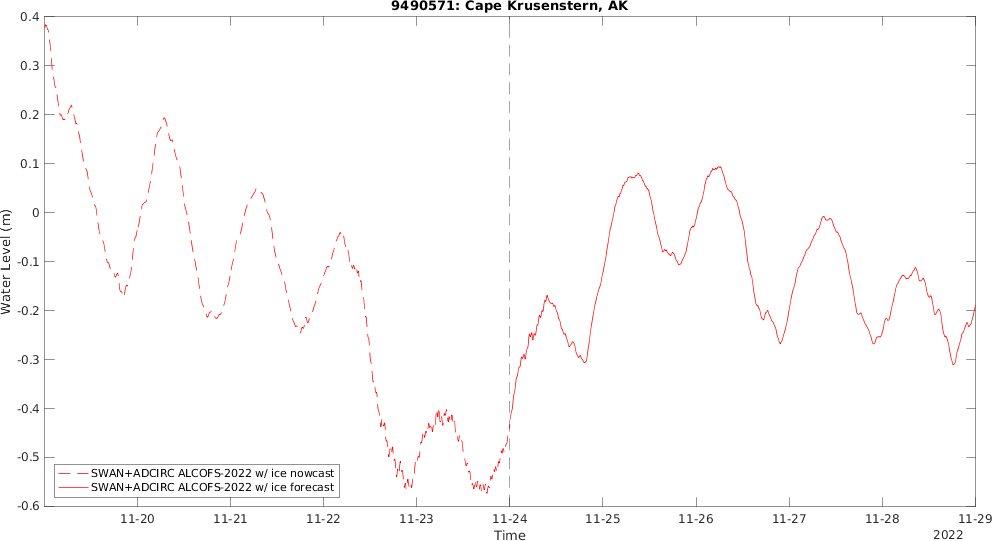 9490571: Cape Krusenstern, AK
0.4
0.3
0.2
0.1
0
-0.1
-0.2
-0.3
-0.4
-0.5
-0.6
Water Level (m)
SWAN+ADCIRC ALCOFS-2022 w/ ice nowcast
SWAN+ADCIRC ALCOFS-2022 w/ ice forecast
11-20 11-21 11-22 11-23 11-24 11-25 11-26 11-27 11-28 11-29
Time
2022